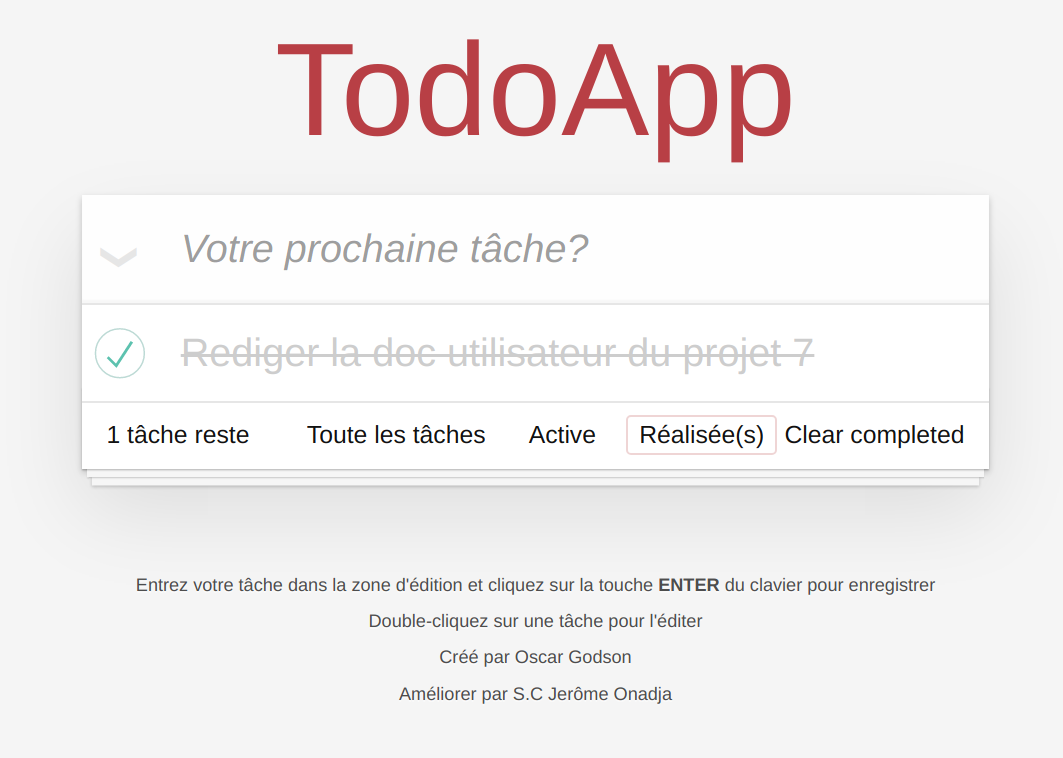 TodoApp
Votre prochaine tâche?
Rediger la doc utilisateur du projet 7
1 tâche reste Toute les tâches Active Réalisée(s) Clear completed
Entrez votre tâche dans la zone d'édition et cliquez sur la touche ENTER du clavier pour enregistrer
Double-cliquez sur une tâche pour l'éditer
Créé par Oscar Godson
Améliorer par S.C Jerôme Onadja